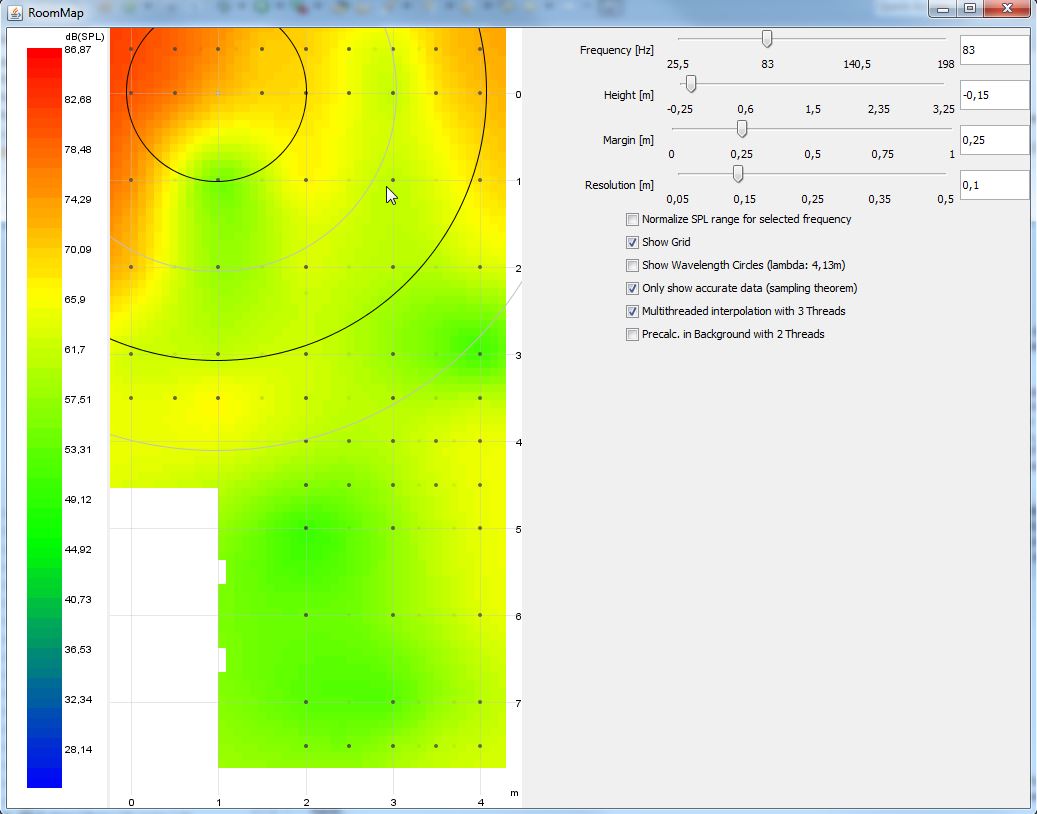 RoomMap
dB(SPL)
86,87
82,68
78,48
74,29
70,09
65,9
61,7
57,51
53,31
49,12
44,92
40,73
36,53
32,34
28,14
0
1
2
3
4
5
6
7
m
0 1 2 3 4
Frequency [Hz]
25,5 83 140,5 198
83
Height [m]
-0,25 0,6 1,5 2,35 3,25
-0,15
Margin [m]
0 0,25 0,5 0,75 1
0,25
Resolution [m]
0,05 0,15 0,25 0,35 0,5
0,1
Normalize SPL range for selected frequency
Show Grid
Show Wavelength Circles (lambda: 4,13m)
Only show accurate data (sampling theorem)
Multithreaded interpolation with 3 Threads
Precalc. in Background with 2 Threads